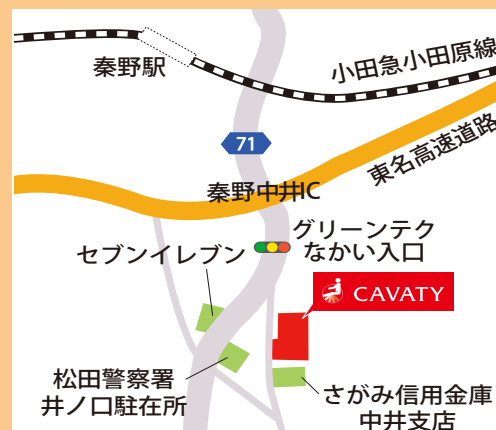 秦野駅
小田急小田原線
71
東名高速道路
秦野中井IC
グリーンテク
なかい入口
セブンイレブン
CAVATY
松田警察署
井ノ口駐在所
さがみ信用金庫
中井支店